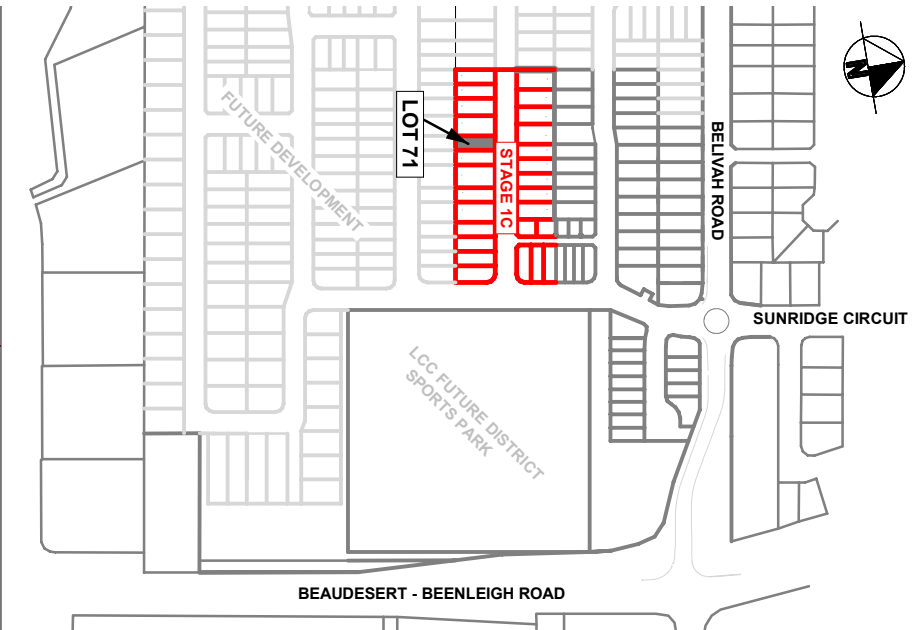 N
FUTURE DEVELOPMENT
LOT 71
STAGE 1C
BELIVAH ROAD
SUNRIDGE CIRCUIT
LCC FUTURE DISTRICT
SPORTS PARK
BEAUDESERT - BEENLEIGH ROAD